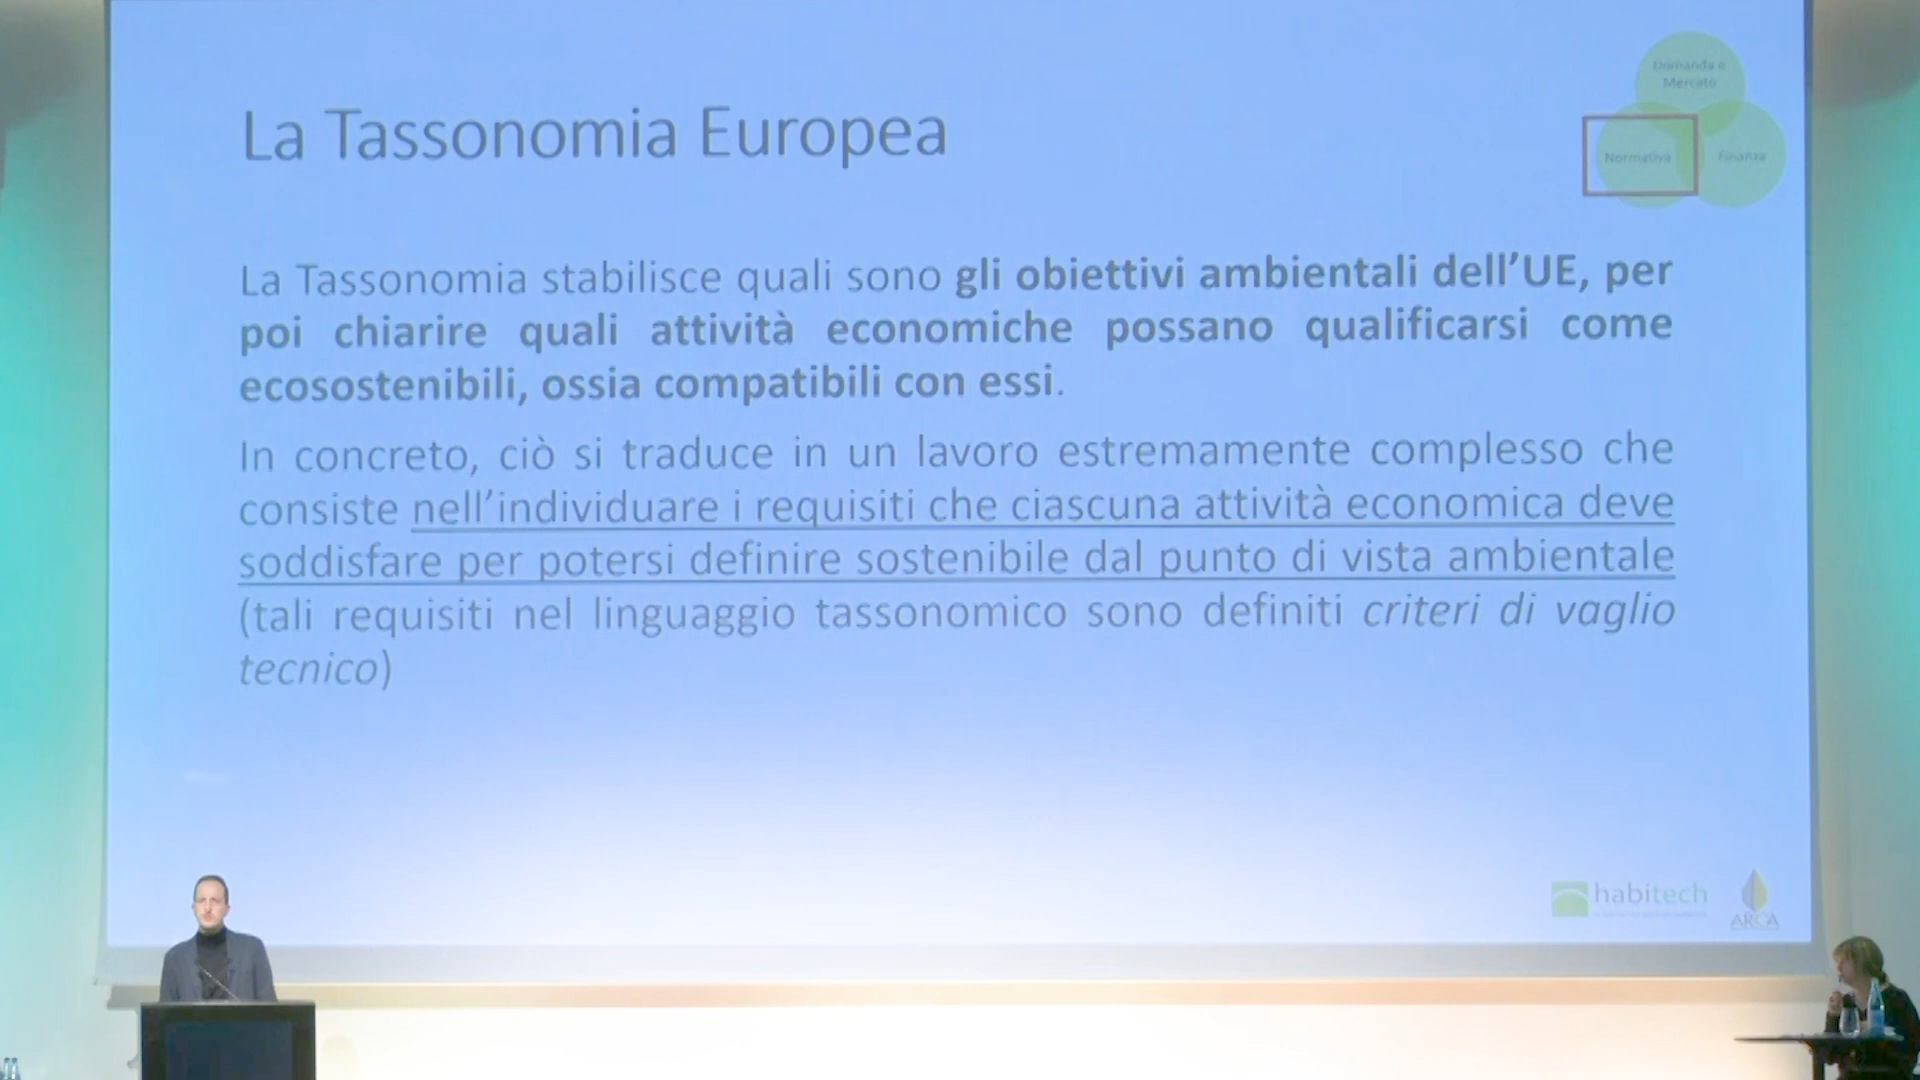 Domanda e
Mercato
La Tassonomia Europea
Normativa
Finanza
La Tassonomia stabilisce quali sono gli obiettivi ambientali dell’UE, per
poi chiarire quali attività economiche possano qualificarsi come
ecosostenibili, ossia compatibili con essi.
In concreto, ciò si traduce in un lavoro estremamente complesso che
consiste nell’individuare i requisiti che ciascuna attività economica deve
soddisfare per potersi definire sostenibile dal punto di vista ambientale
(tali requisiti nel linguaggio tassonomico sono definiti criteri di vaglio
tecnico)
habitech
ARCA